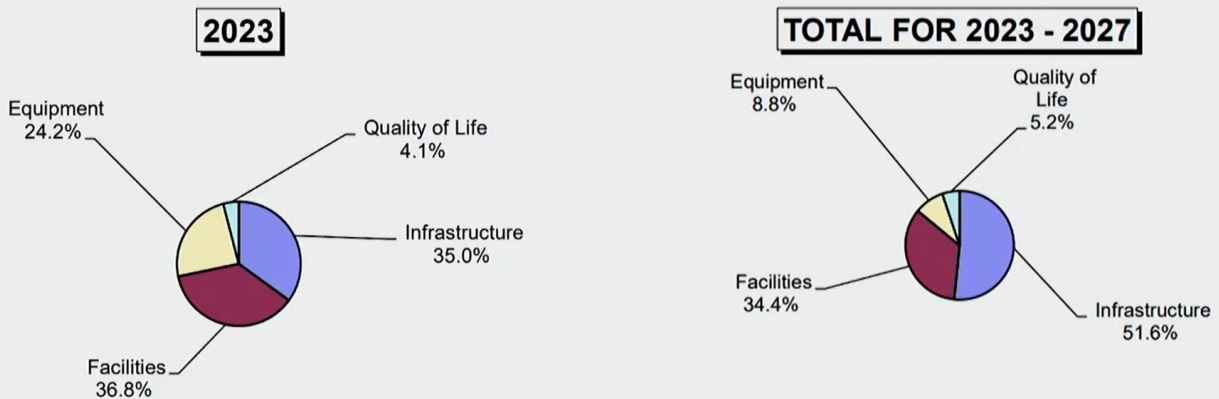 2023
Equipment
24.2%
Quality of Life
4.1%
Infrastructure
35.0%
Facilities
36.8%
TOTAL FOR 2023 - 2027
Equipment
8.8%
Quality of
Life
5.2%
Facilities
34.4%
Infrastructure
51.6%